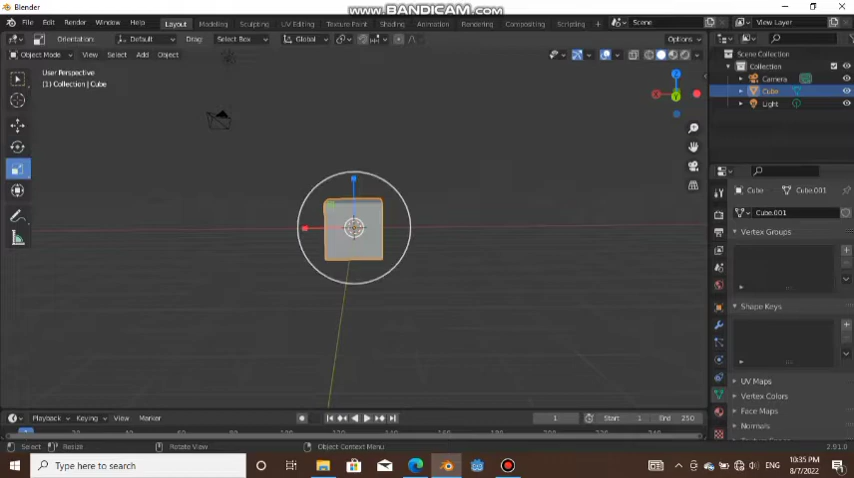 www.BANDICAM.com
Blender
File Edit Render Window Help Layout Modeling Sculpting UV Editing Texture Paint Shading Animation Rendering Compositing Scripting Scene View Layer
Orientation: Default Drag: Select Box Global Options
Object Mode View Select Add Object
User Perspective
(1) Collection | Cube
Z
Y
Scene Collection
Collection
Camera
Cube
Light
Cube Cube.001
Cube.001
Vertex Groups
Shape Keys
UV Maps
Vertex Colors
Face Maps
Normals
Playback Keying View Marker 1 Start 1 End 250
Select Resize Rotate View Object Context Menu 2.91.0
Type here to search
ENG
10:35 PM
8/7/2022